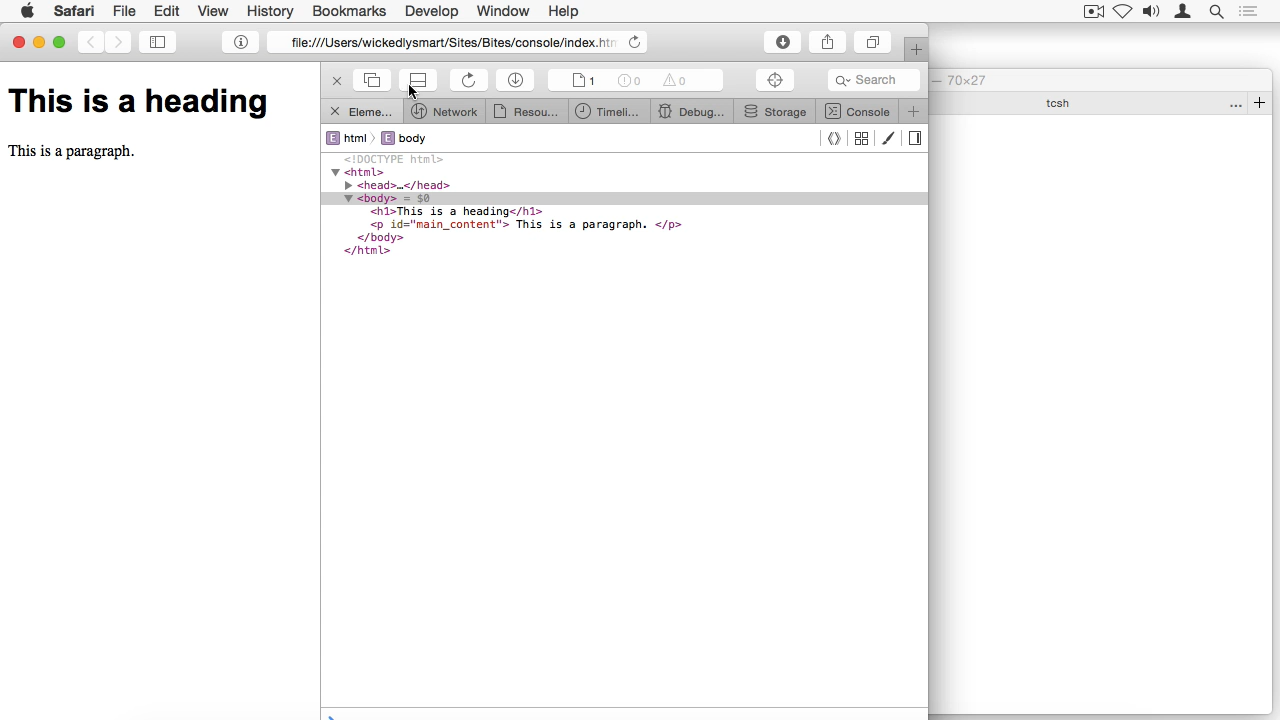 Safari File Edit View History Bookmarks Develop Window Help
file:///Users/wickedlysmart/Sites/Bites/console/index.htm
This is a heading
This is a paragraph.
1 0 0 Search
Eleme... Network Resou... Timeli... Debug... Storage Console
E html E body
<!DOCTYPE html>
<html>
<head>…</head>
<body> = $0
<h1>This is a heading</h1>
<p id="main_content"> This is a paragraph. </p>
</body>
</html>
— 70×27
tcsh